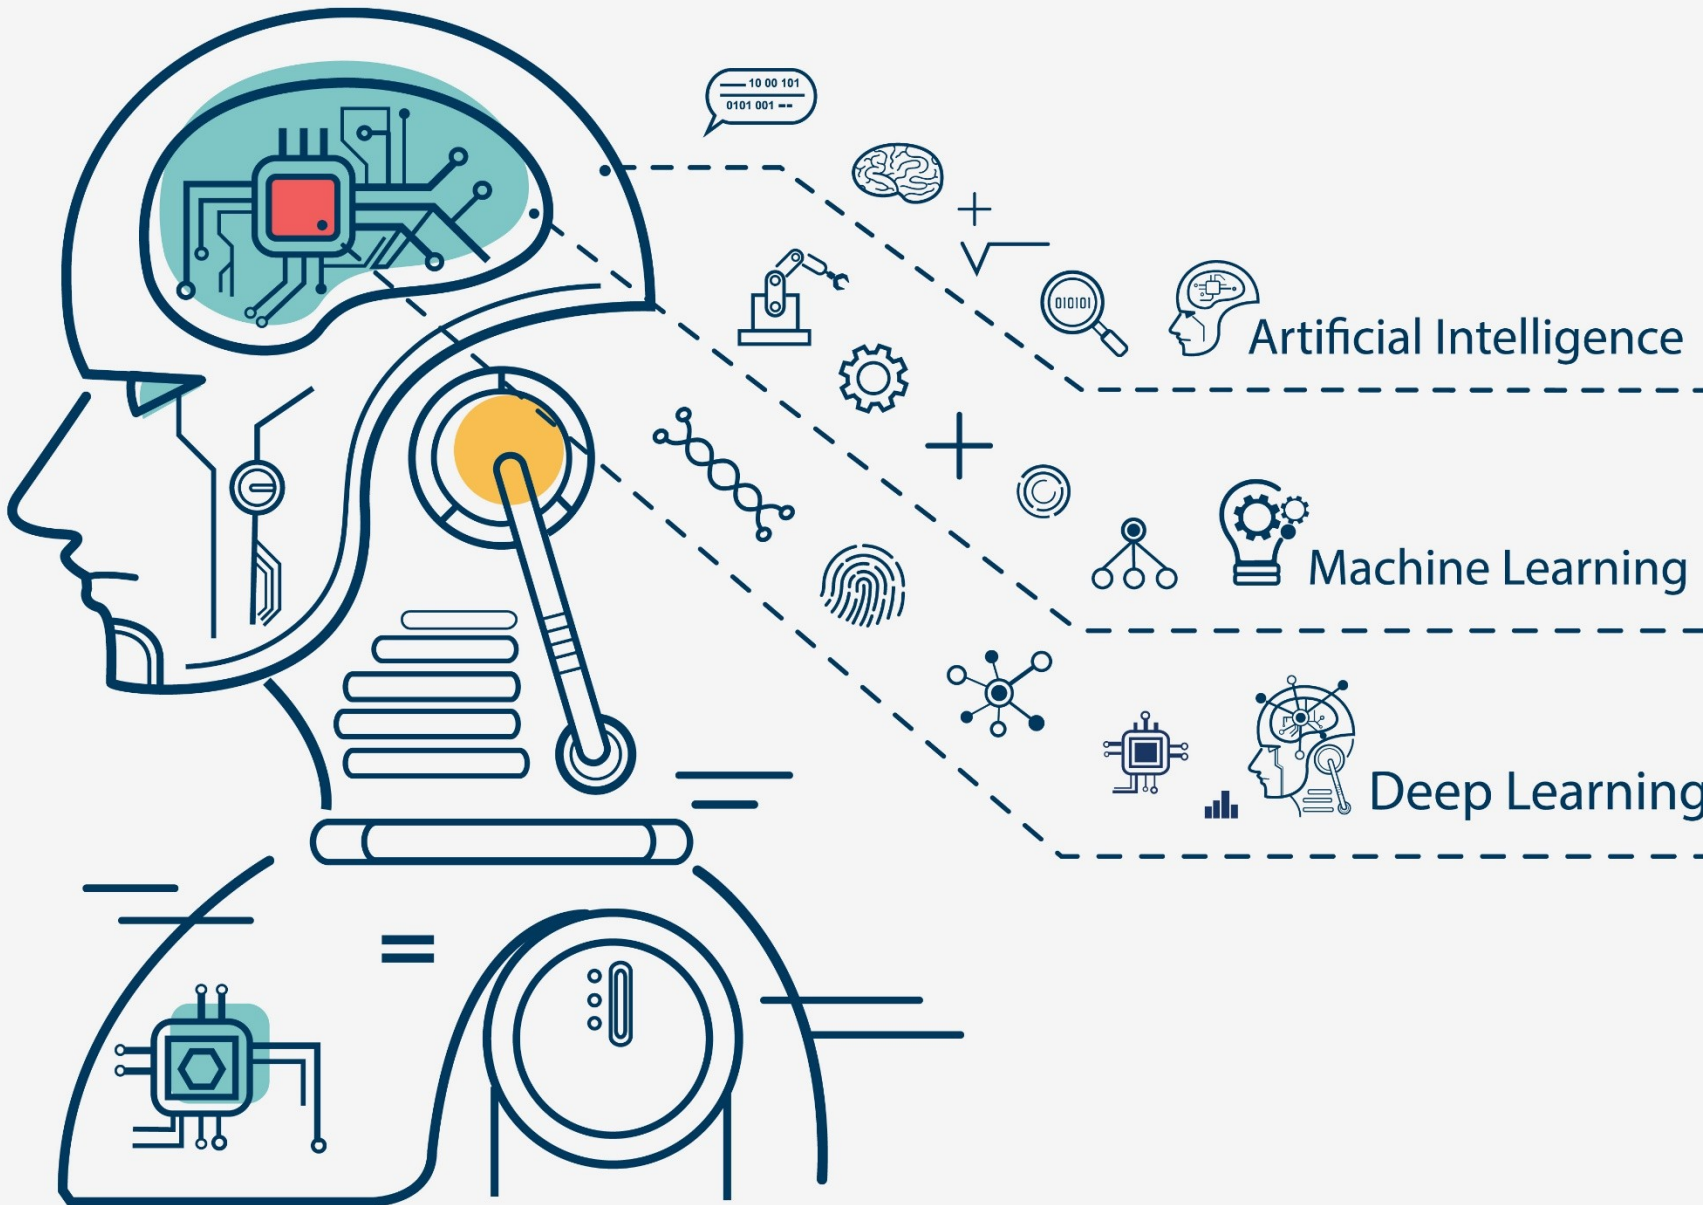 10 00 101
0101 001 --
010101
Artificial Intelligence
Machine Learning
Deep Learning